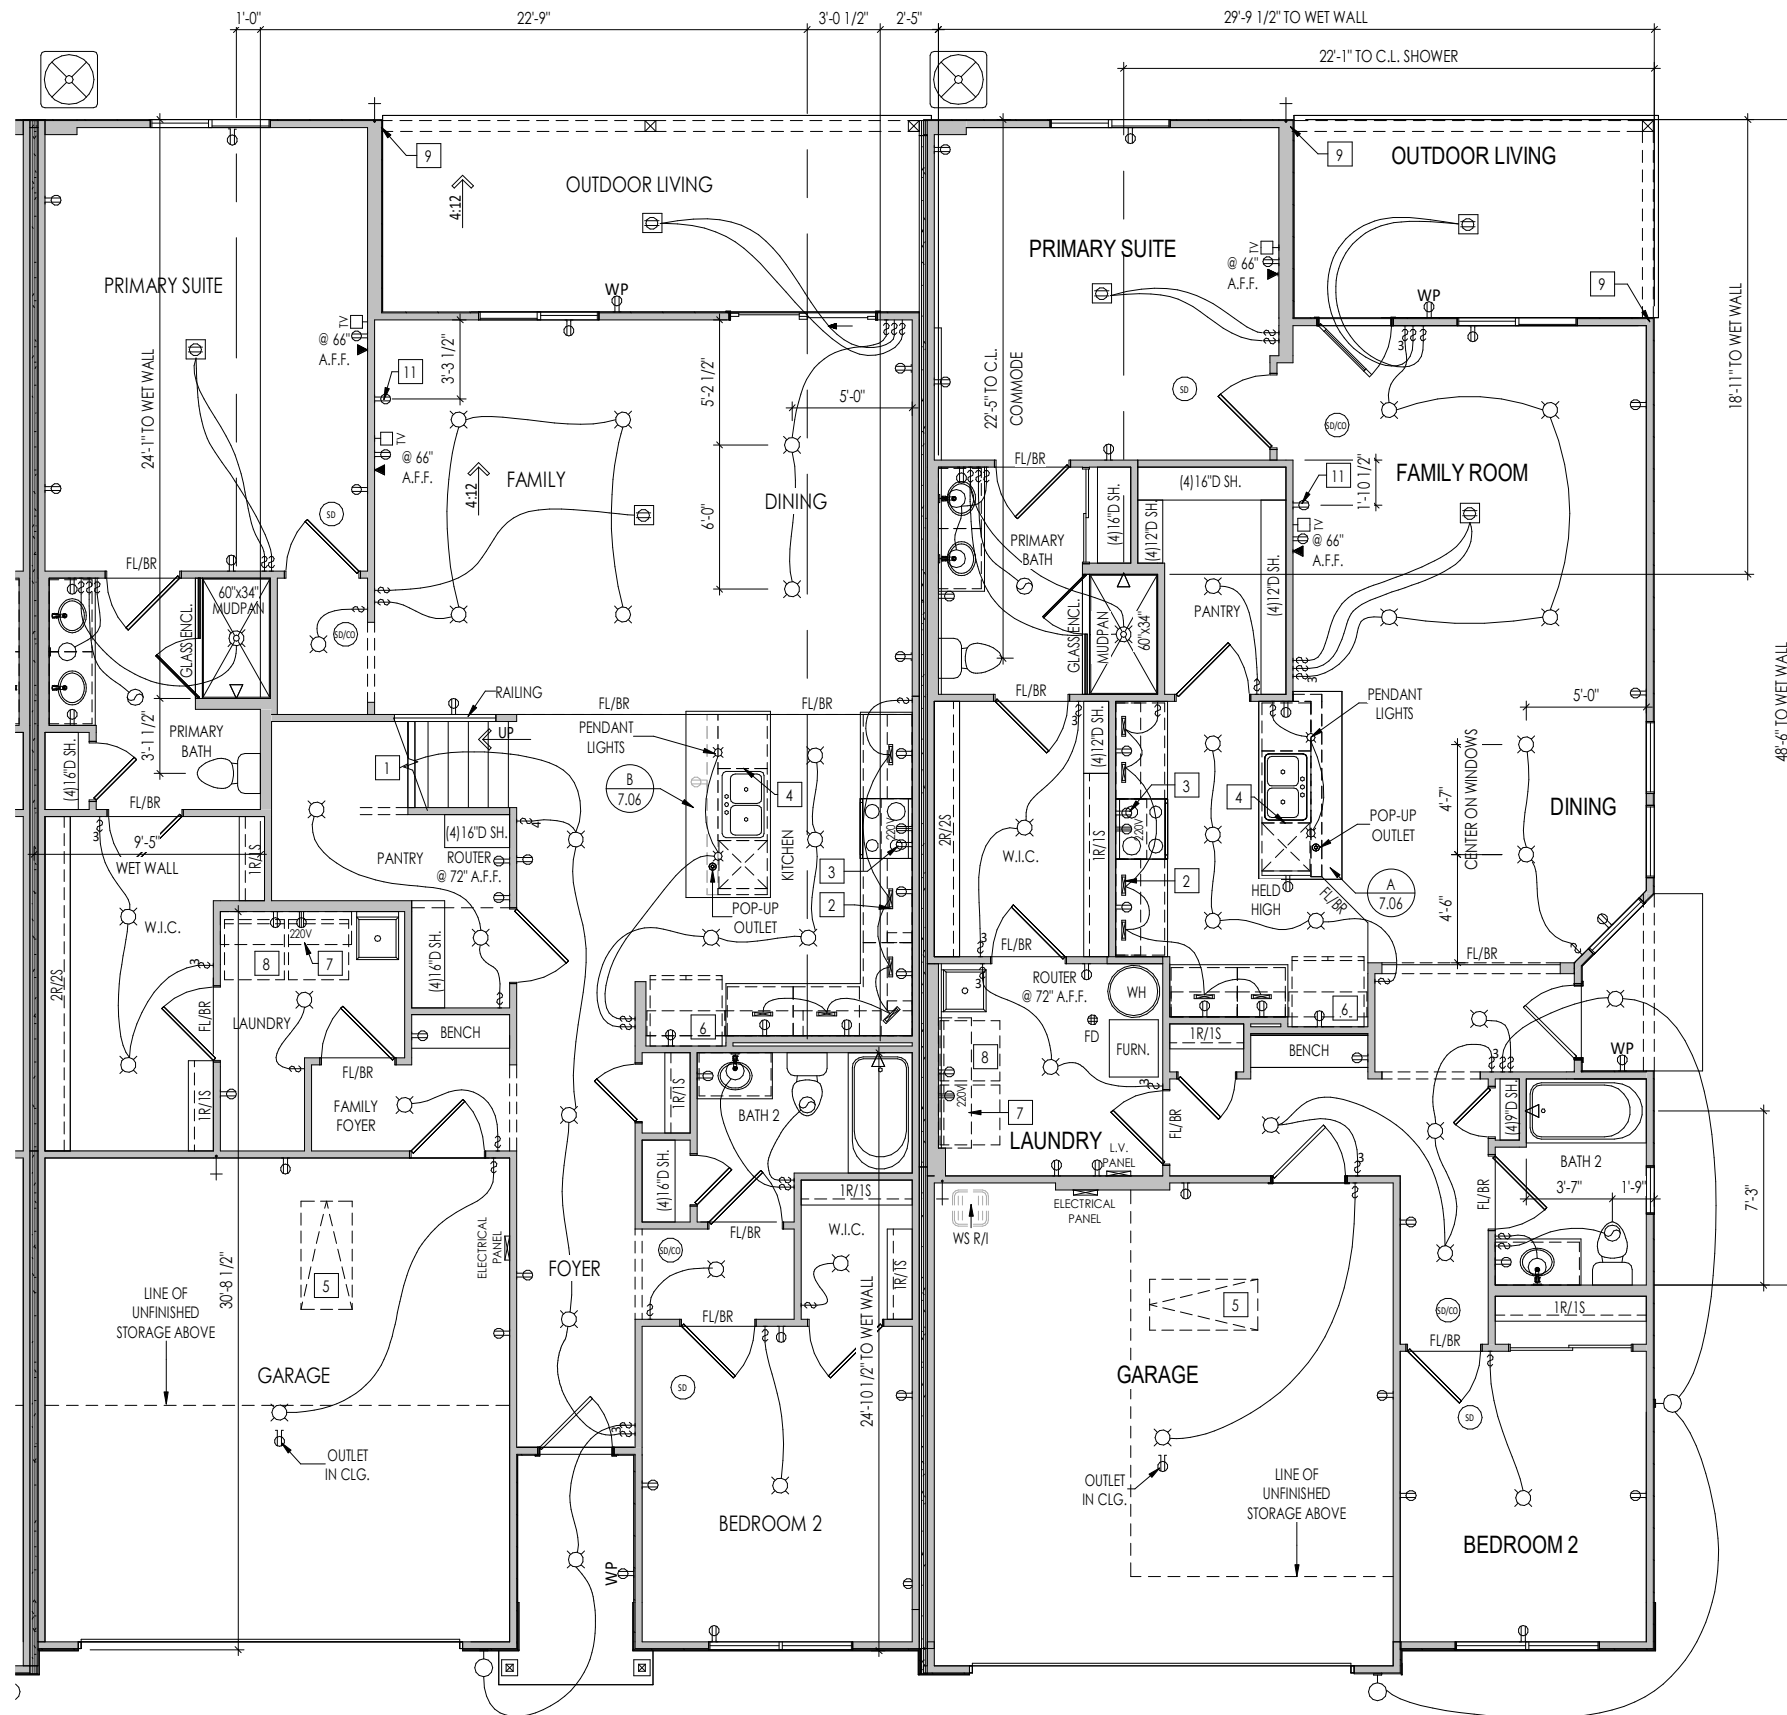 1'-0"
22'-9"
3'-0 1/2"
2'-5"
29'-9 1/2" TO WET WALL
22'-1" TO C.L. SHOWER
9
OUTDOOR LIVING
4:12
PRIMARY SUITE
24'-1" TO WET WALL
WP
TV
@ 66"
A.F.F.
3'-3 1/2"
11
5'-2 1/2"
5'-0"
TV
@ 66"
A.F.F.
4:12
FAMILY
DINING
6'-0"
SD
FL/BR
60"x34"
MUDPAN
GLASS ENCL.
SD/CO
3'-1 1/2"
PRIMARY
BATH
(4)16"D SH.
FL/BR
RAILING
UP
1
FL/BR
FL/BR
PENDANT
LIGHTS
B
7.06
4
KITCHEN
220V
3
2
POP-UP
OUTLET
4
(4)16"D SH.
PANTRY
ROUTER
@ 72" A.F.F.
(4)16"D SH.
9'-5"
WET WALL
3
1R/1S
W.I.C.
2R/2S
3
220V
8
7
FL/BR
LAUNDRY
1R/1S
FL/BR
BENCH
FAMILY
FOYER
6
1R/1S
BATH 2
(4)16"D SH.
FL/BR
1R/1S
W.I.C.
1R/1S
SD/CO
FL/BR
FOYER
ELECTRICAL
PANEL
5
30'-8 1/2"
LINE OF
UNFINISHED
STORAGE ABOVE
GARAGE
OUTLET
IN CLG.
SD
24'-10 1/2" TO WET WALL
3
BEDROOM 2
WP
9
OUTDOOR LIVING
PRIMARY SUITE
TV
@ 66"
A.F.F.
WP
9
18'-11" TO WET WALL
48'-6" TO WET WALL
22'-5" TO C.L.
COMMODE
SD
3
SD/CO
FL/BR
(4)16"D SH.
(4)16"D SH.
(4)12"D SH.
(4)12"D SH.
PRIMARY
BATH
PANTRY
GLASS ENCL.
MUDPAN
60"x34"
FL/BR
FAMILY ROOM
1'-10 1/2"
11
TV
@ 66"
A.F.F.
3
3
PENDANT
LIGHTS
5'-0"
(4)12"D SH.
2R/2S
W.I.C.
1R/1S
3
220V
4
2
HELD
HIGH
POP-UP
OUTLET
A
7.06
FL/BR
4'-7"
CENTER ON WINDOWS
4'-6"
DINING
FL/BR
3
FL/BR
3
ROUTER
@ 72" A.F.F.
WH
FD
FURN.
8
220V
7
LAUNDRY
3
FL/BR
L.V.
PANEL
6
1R/1S
BENCH
3
WP
(4)9"D SH.
BATH 2
3'-7"
1'-9"
7'-3"
FL/BR
3
WS R/I
ELECTRICAL
PANEL
5
SD/CO
1R/1S
FL/BR
SD
GARAGE
OUTLET
IN CLG.
LINE OF
UNFINISHED
STORAGE ABOVE
BEDROOM 2